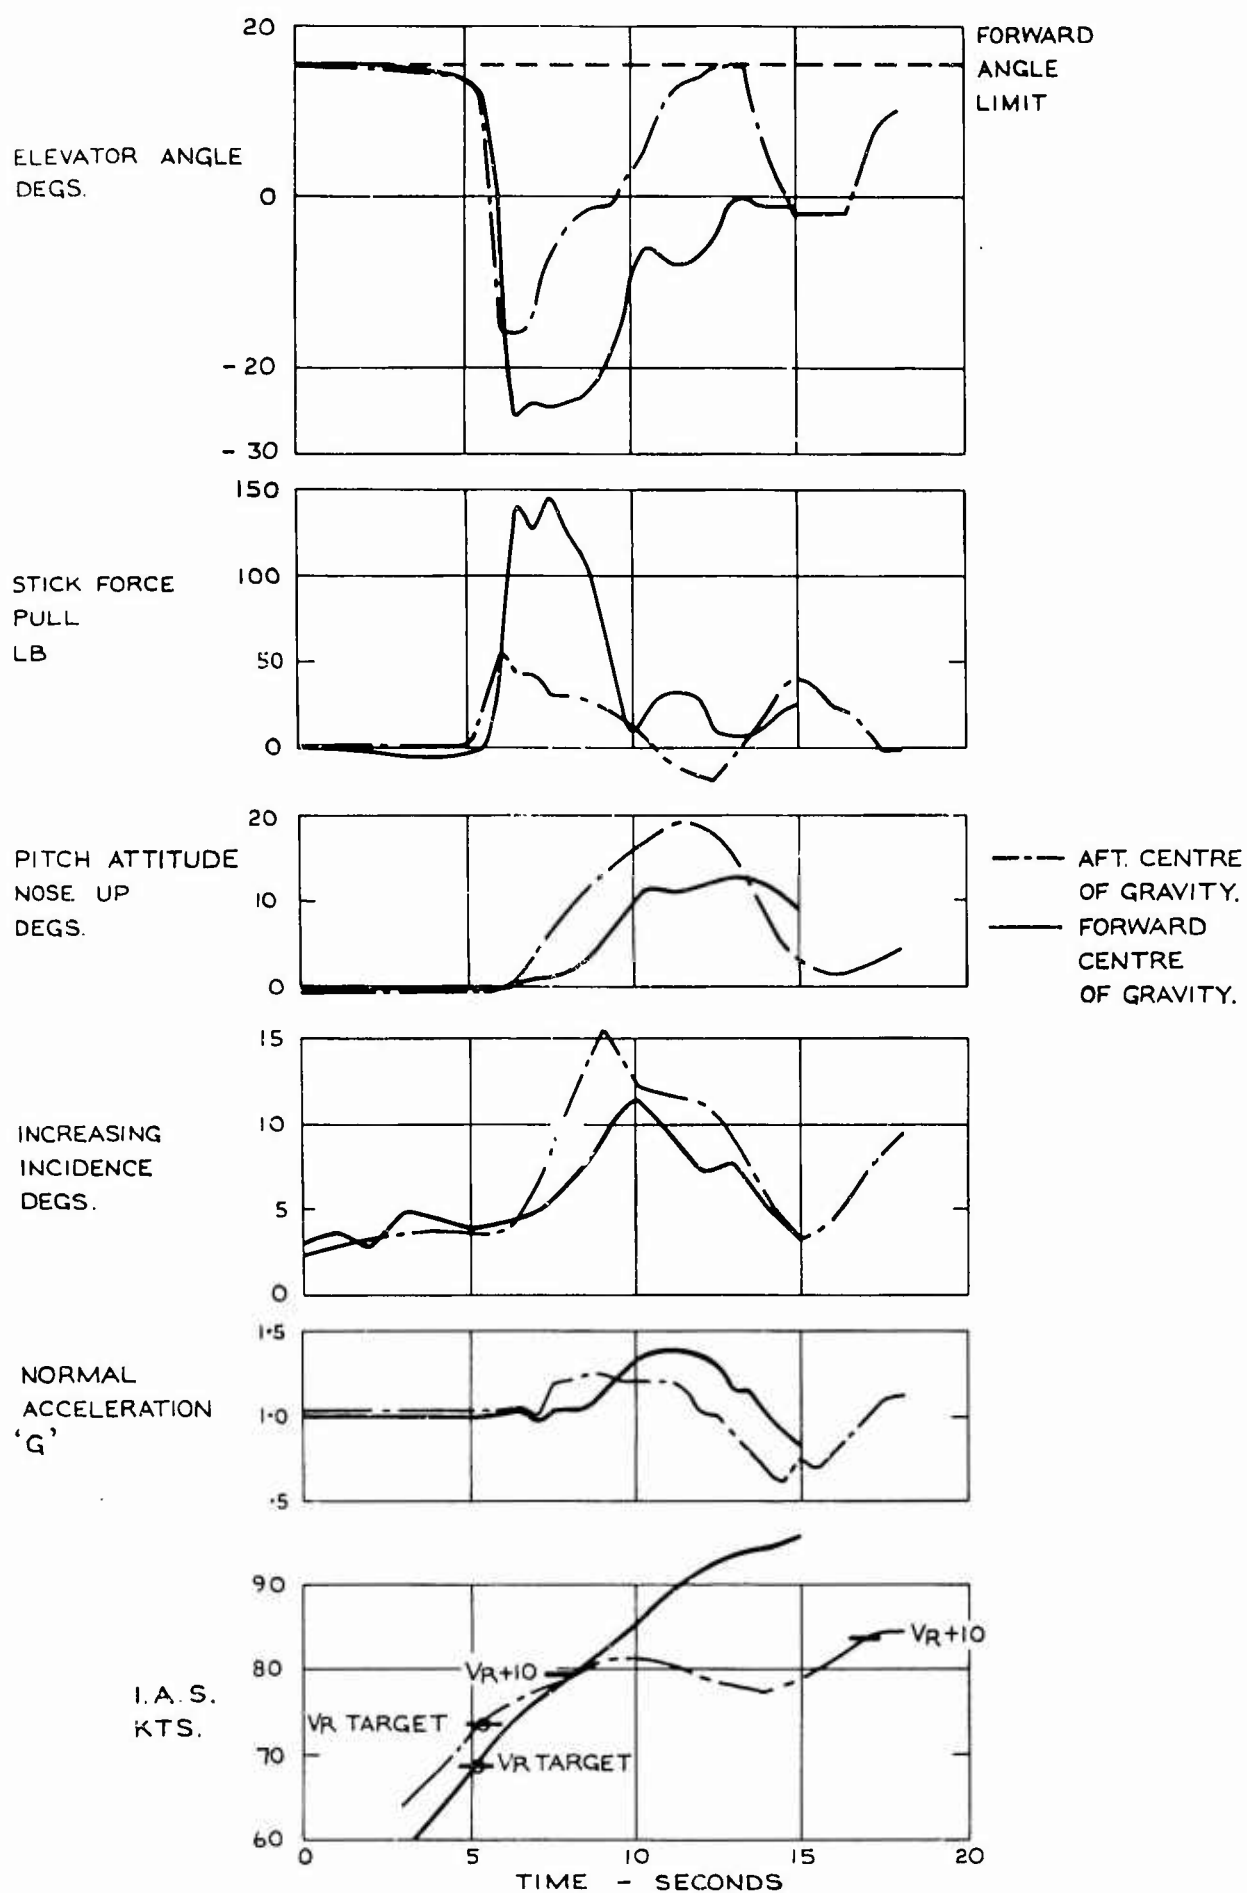 20
FORWARD
ANGLE
LIMIT
ELEVATOR ANGLE
DEGS.
0
- 20
- 30
150
STICK FORCE
PULL
LB
100
50
0
20
PITCH ATTITUDE
NOSE UP
DEGS.
10
0
AFT. CENTRE
OF GRAVITY.
FORWARD
CENTRE
OF GRAVITY.
15
INCREASING
INCIDENCE
DEGS.
10
5
0
1·5
NORMAL
ACCELERATION
'G'
1·0
·5
90
VR+10
VR+10
80
I.A.S.
KTS.
VR TARGET
VR TARGET
70
60
0 5 10 15 20
TIME - SECONDS